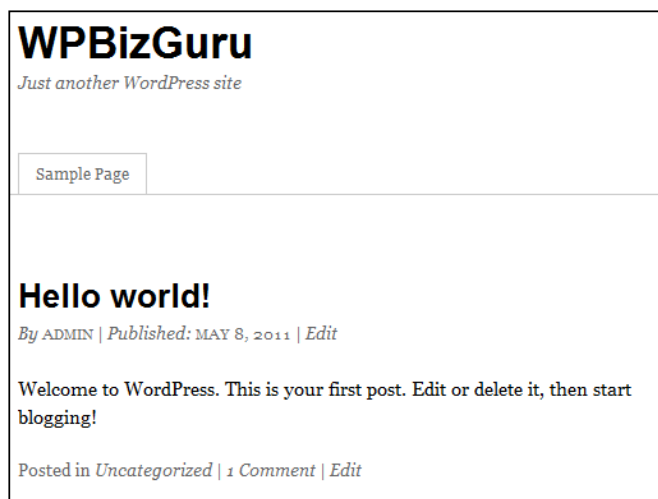 WPBizGuru
Just another WordPress site
Sample Page
Hello world!
By ADMIN | Published: MAY 8, 2011 | Edit
Welcome to WordPress. This is your first post. Edit or delete it, then start
blogging!
Posted in Uncategorized | 1 Comment | Edit